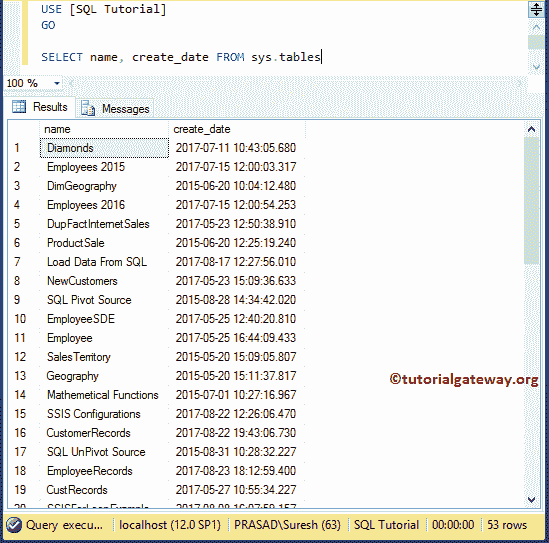 USE [SQL Tutorial]
GO
SELECT name, create_date FROM sys.tables
100 %
Results Messages
name create_date
1 Diamonds 2017-07-11 10:43:05.680
2 Employees 2015 2017-07-15 12:00:03.317
3 DimGeography 2015-06-20 10:04:12.480
4 Employees 2016 2017-07-15 12:00:54.253
5 DupFactInternetSales 2017-05-23 12:50:38.910
6 ProductSale 2015-06-20 12:25:19.240
7 Load Data From SQL 2017-08-17 12:27:56.010
8 NewCustomers 2017-05-23 15:09:36.633
9 SQL Pivot Source 2015-08-28 14:34:42.020
10 EmployeeSDE 2017-05-25 12:40:20.810
11 Employee 2017-05-25 16:44:09.433
12 SalesTerritory 2015-05-20 15:09:05.807
13 Geography 2015-05-20 15:11:37.817
14 Mathemetical Functions 2015-07-01 10:27:16.967
15 SSIS Configurations 2017-08-22 12:26:06.470
16 CustomerRecords 2017-08-22 19:43:06.730
17 SQL UnPivot Source 2015-08-31 10:28:32.227
18 EmployeeRecords 2017-08-23 18:12:59.400
19 CustRecords 2017-05-27 10:55:34.227
©tutorialgateway.org
Query execu... localhost (12.0 SP1) PRASAD\Suresh (63) SQL Tutorial 00:00:00 53 rows